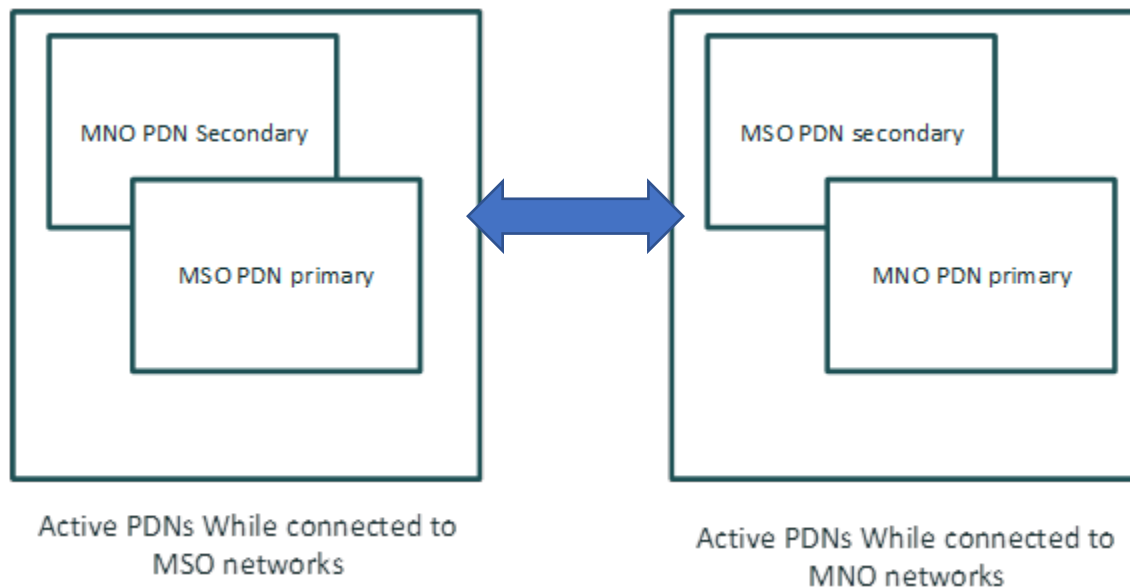 MNO PDN Secondary
MSO PDN primary
Active PDNs While connected to
MSO networks
MSO PDN secondary
MNO PDN primary
Active PDNs While connected to
MNO networks